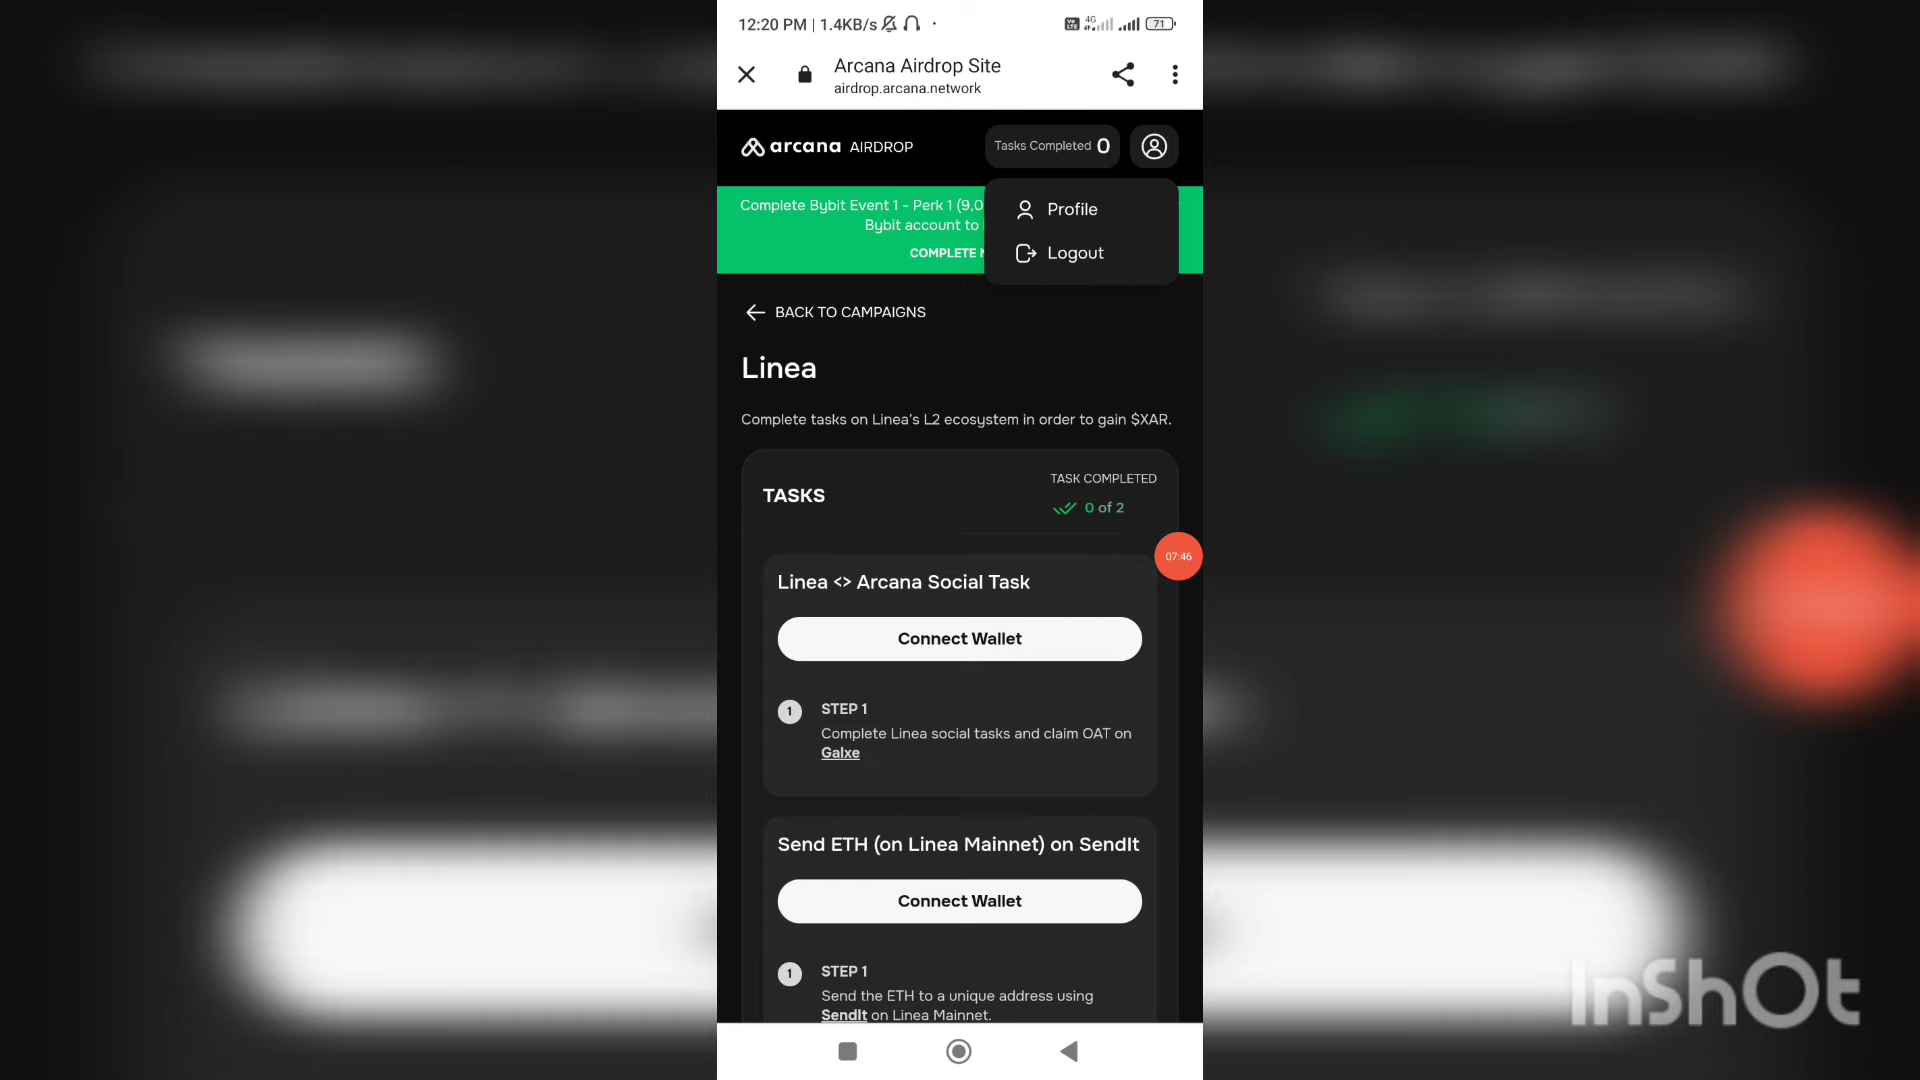 12:20 PM | 1.4KB/s
Vo LTE 4G 71
Arcana Airdrop Site
airdrop.arcana.network
arcana AIRDROP
Tasks Completed 0
Profile
Logout
Complete Bybit Event 1 - Perk 1 (9,0
Bybit account to
COMPLETE
BACK TO CAMPAIGNS
Linea
Complete tasks on Linea's L2 ecosystem in order to gain $XAR.
TASKS
TASK COMPLETED
0 of 2
07:46
Linea <> Arcana Social Task
Connect Wallet
1 STEP 1
Complete Linea social tasks and claim OAT on
Galxe
Send ETH (on Linea Mainnet) on SendIt
Connect Wallet
1 STEP 1
Send the ETH to a unique address using
SendIt on Linea Mainnet.
InShOt